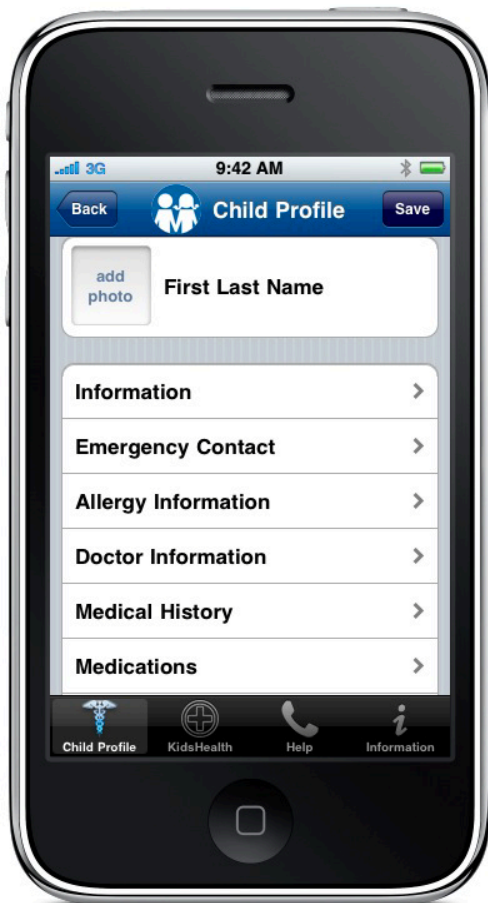 3G 9:42 AM
Back Child Profile Save
add
photo
First Last Name
Information
Emergency Contact
Allergy Information
Doctor Information
Medical History
Medications
Child Profile KidsHealth Help Information